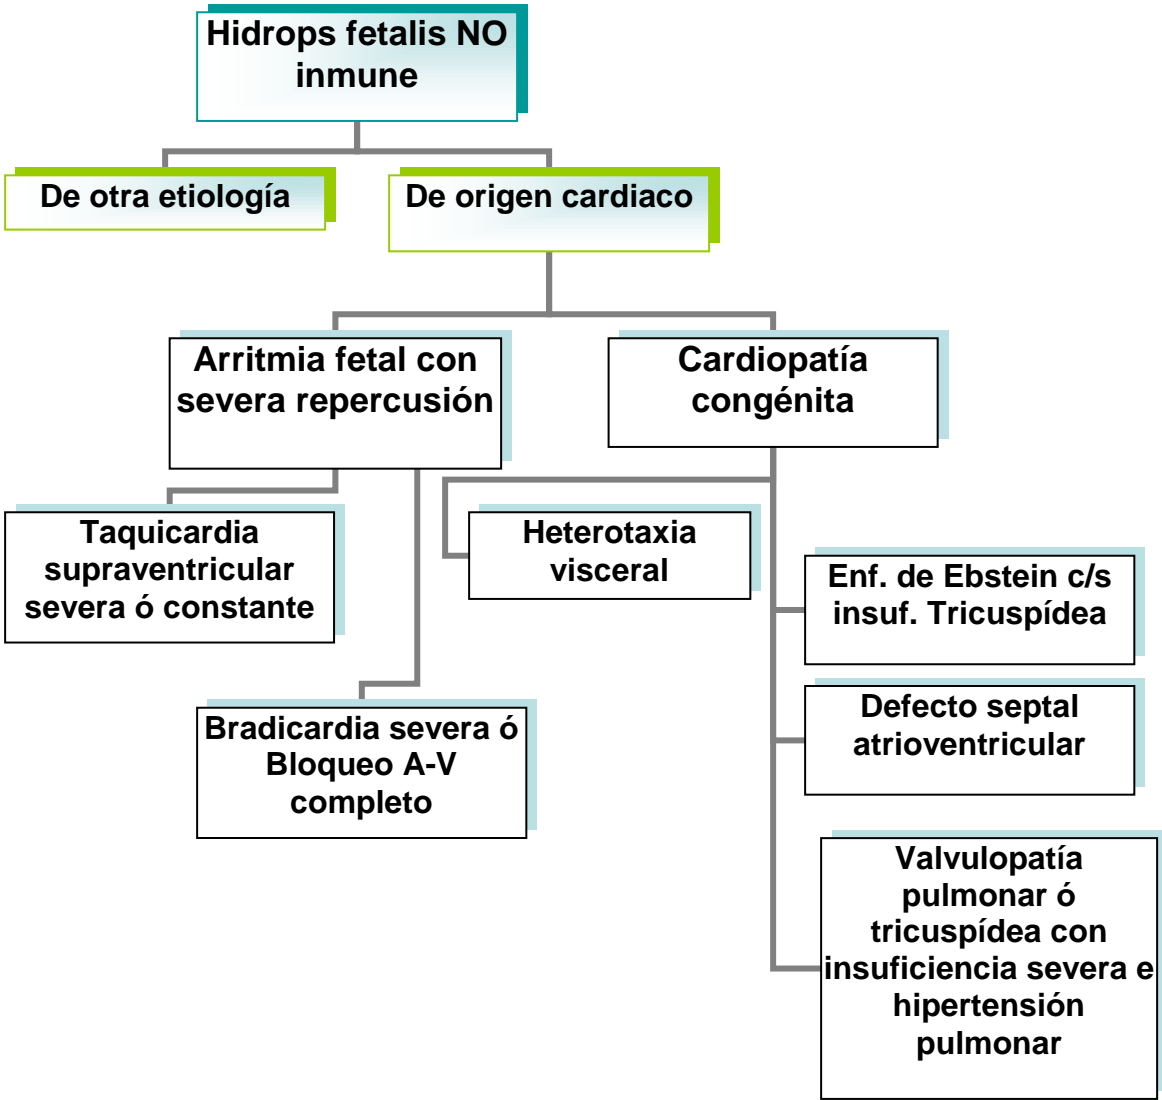 Hidrops fetalis NO
inmune
De otra etiología
De origen cardiaco
Arritmia fetal con
severa repercusión
Cardiopatía
congénita
Taquicardia
supraventricular
severa ó constante
Heterotaxia
visceral
Enf. de Ebstein c/s
insuf. Tricuspídea
Bradicardia severa ó
Bloqueo A-V
completo
Defecto septal
atrioventricular
Valvulopatía
pulmonar ó
tricuspídea con
insuficiencia severa e
hipertensión
pulmonar